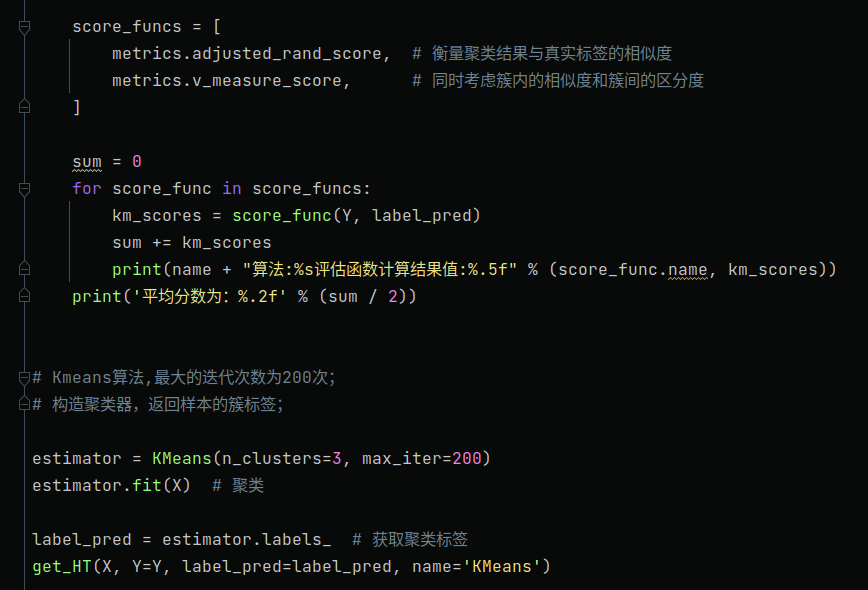 score_funcs = [
metrics.adjusted_rand_score,  # 衡量聚类结果与真实标签的相似度
metrics.v_measure_score,      # 同时考虑簇内的相似度和簇间的区分度
]
sum = 0
for score_func in score_funcs:
km_scores = score_func(Y, label_pred)
sum += km_scores
print(name + "算法:%s评估函数计算结果值:%.5f" % (score_func.name, km_scores))
print('平均分数为: %.2f' % (sum / 2))
# Kmeans算法,最大的迭代次数为200次;
# 构造聚类器，返回样本的簇标签;
estimator = KMeans(n_clusters=3, max_iter=200)
estimator.fit(X)  # 聚类
label_pred = estimator.labels_  # 获取聚类标签
get_HT(X, Y=Y, label_pred=label_pred, name='KMeans')